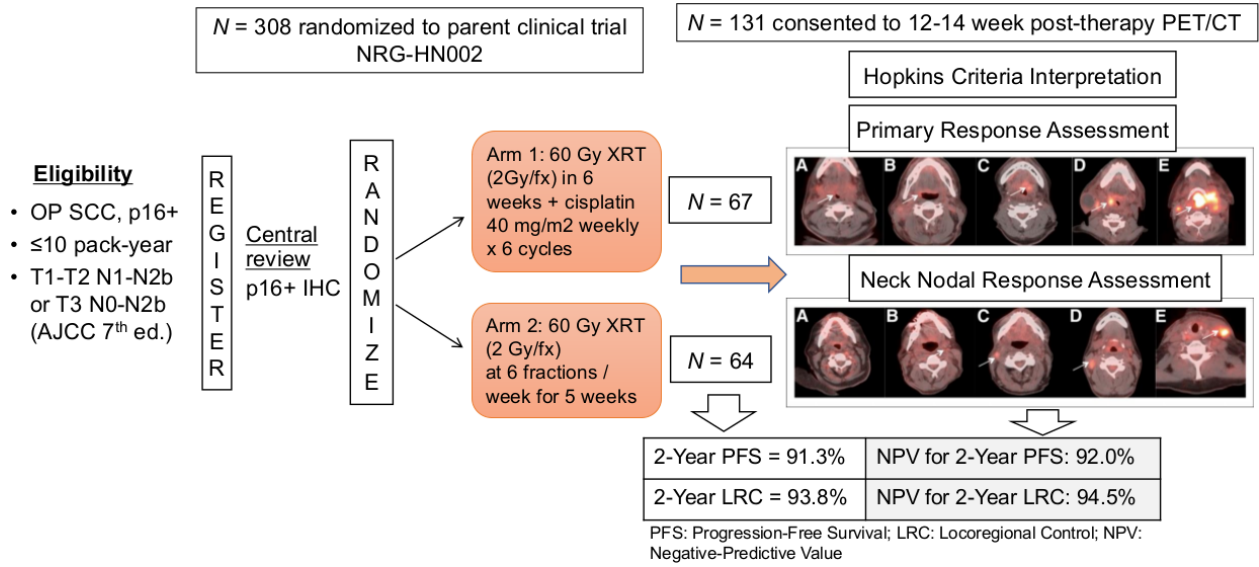 N = 308 randomized to parent clinical trial
NRG-HN002
N = 131 consented to 12-14 week post-therapy PET/CT
Hopkins Criteria Interpretation
Primary Response Assessment
A B C D E
Eligibility
• OP SCC, p16+
• ≤10 pack-year
• T1-T2 N1-N2b
or T3 N0-N2b
(AJCC 7th ed.)
REGISTER
Central
review
p16+ IHC
RANDOMIZE
Arm 1: 60 Gy XRT
(2Gy/fx) in 6
weeks + cisplatin
40 mg/m2 weekly
x 6 cycles
N = 67
Arm 2: 60 Gy XRT
(2 Gy/fx)
at 6 fractions /
week for 5 weeks
N = 64
Neck Nodal Response Assessment
A B C D E
2-Year PFS = 91.3% NPV for 2-Year PFS: 92.0%
2-Year LRC = 93.8% NPV for 2-Year LRC: 94.5%
PFS: Progression-Free Survival; LRC: Locoregional Control; NPV:
Negative-Predictive Value